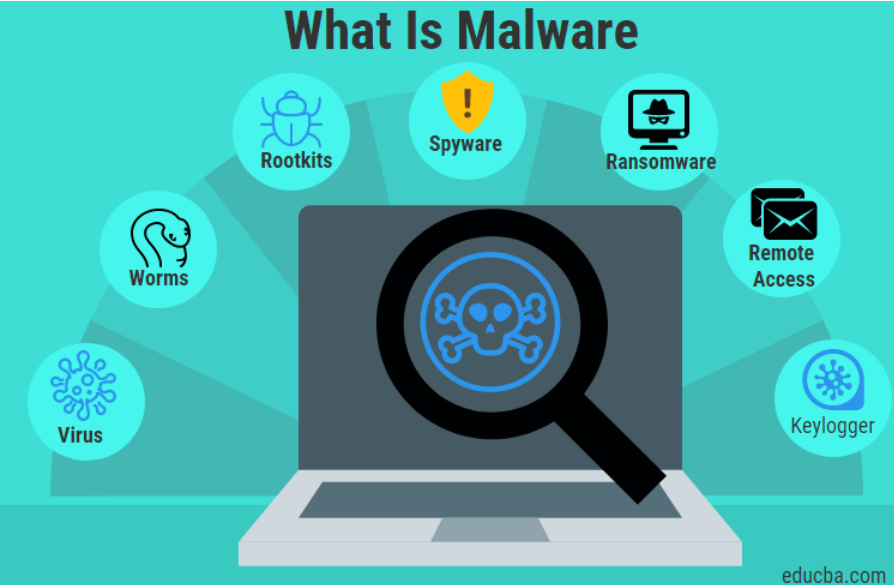 What Is Malware
Spyware
Rootkits
Ransomware
Worms
Remote
Access
Virus
Keylogger
educba.com